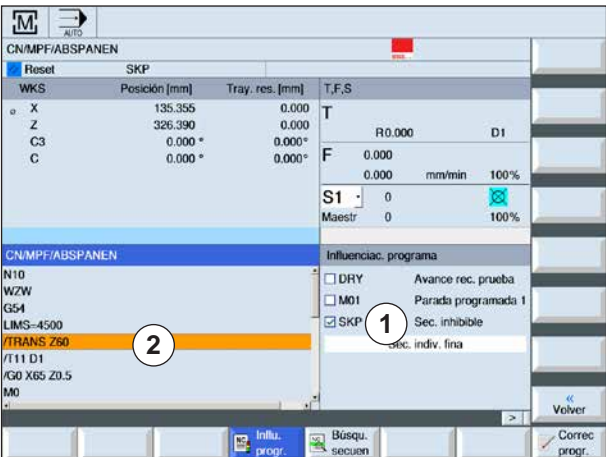 M
AUTO
CN/MPF/ABSPANEN
Reset SKP
WKS Posición [mm] Tray. res. [mm] T,F,S
X 135.355 0.000
Z 326.390 0.000
C3 0.000 ° 0.000°
C 0.000 ° 0.000°
T
R0.000 D1
F 0.000
0.000 mm/min 100%
S1 0
Maestr 0 100%
CN/MPF/ABSPANEN
N10
WZW
G54
LIMS=4500
/TRANS Z60
/T11 D1
/G0 X65 Z0.5
M0
2
Influenciac. programa
DRY Avance rec. prueba
M01 Parada programada 1
SKP 1 Sec. inhibible
Sec. indiv. fina
«
Volver
>
NC Influ. progr.
Búsqu. secuen
Correc progr.